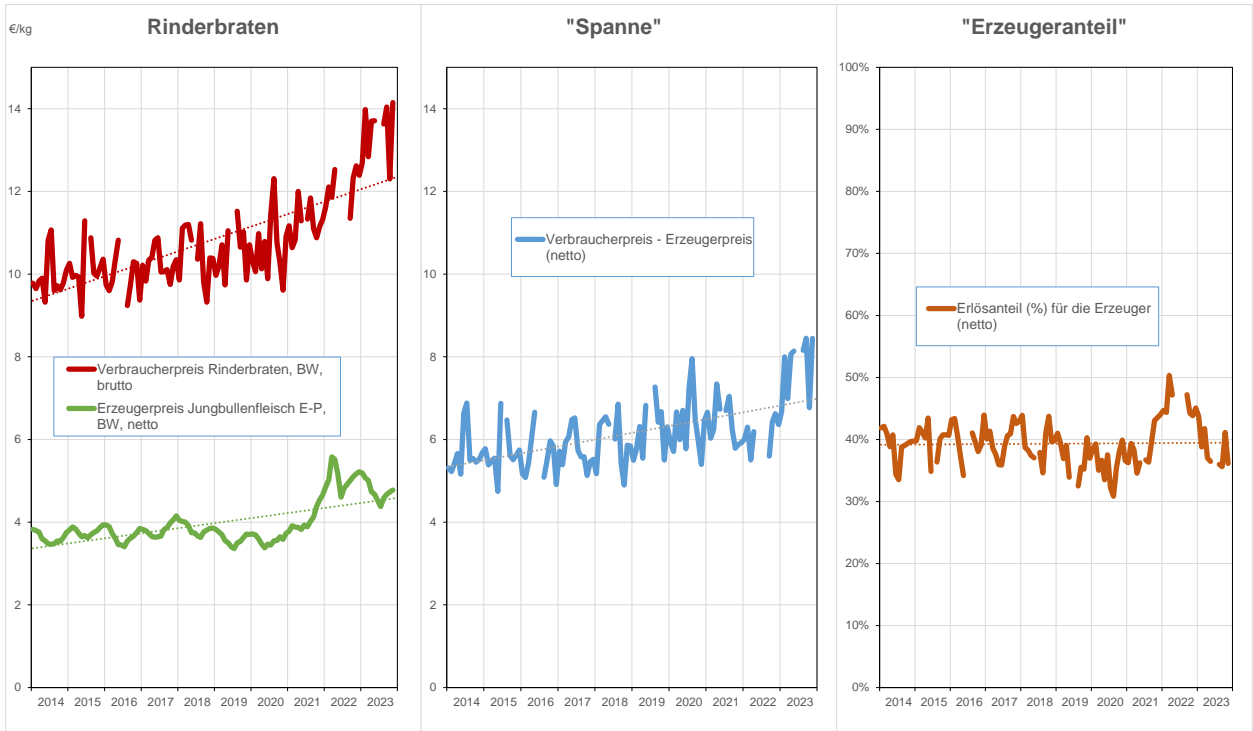 €/kg
Rinderbraten
14
12
10
8
6
4
2
0
Verbraucherpreis Rinderbraten, BW,
brutto
Erzeugerpreis Jungbullenfleisch E-P,
BW, netto
2014 2015 2016 2017 2018 2019 2020 2021 2022 2023
"Spanne"
14
12
10
8
6
4
2
0
Verbraucherpreis - Erzeugerpreis
(netto)
2014 2015 2016 2017 2018 2019 2020 2021 2022 2023
"Erzeugeranteil"
100%
90%
80%
70%
60%
50%
40%
30%
20%
10%
0%
Erlösanteil (%) für die Erzeuger
(netto)
2014 2015 2016 2017 2018 2019 2020 2021 2022 2023